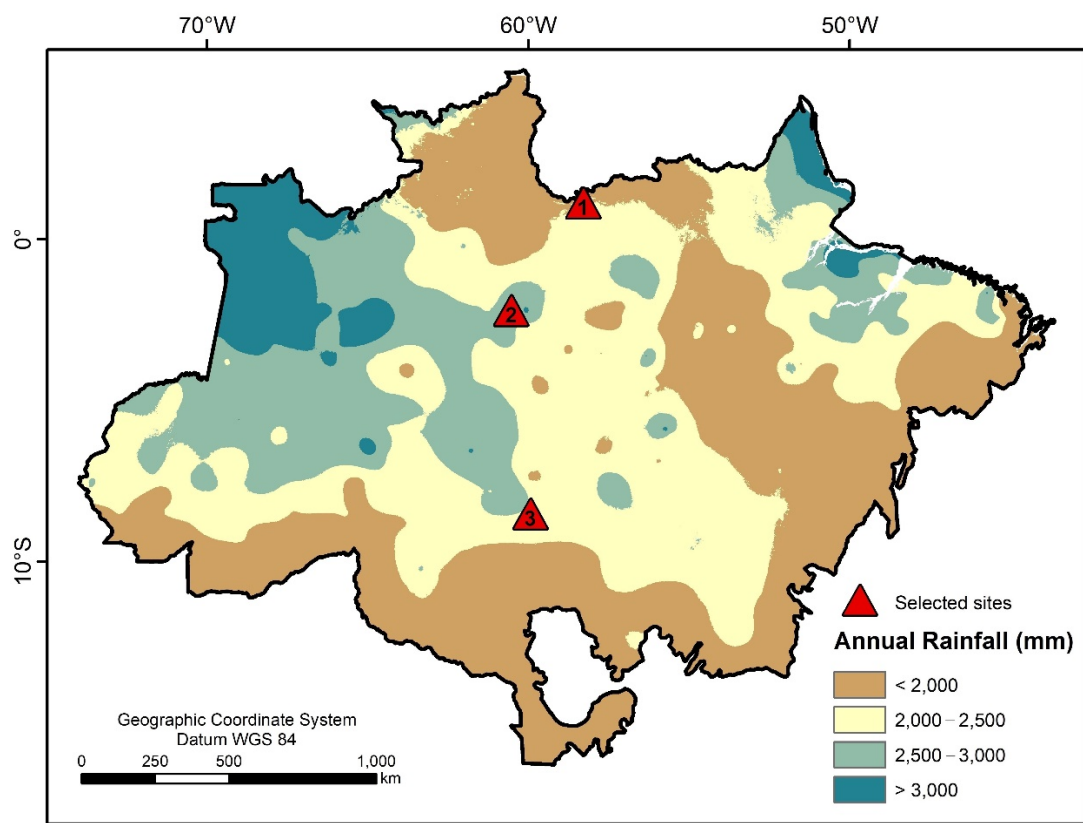 70°W 60°W 50°W
0°
10°S
1
2
3
Selected sites
Annual Rainfall (mm)
< 2,000
2,000 – 2,500
2,500 – 3,000
> 3,000
Geographic Coordinate System
Datum WGS 84
0 250 500 1,000
km